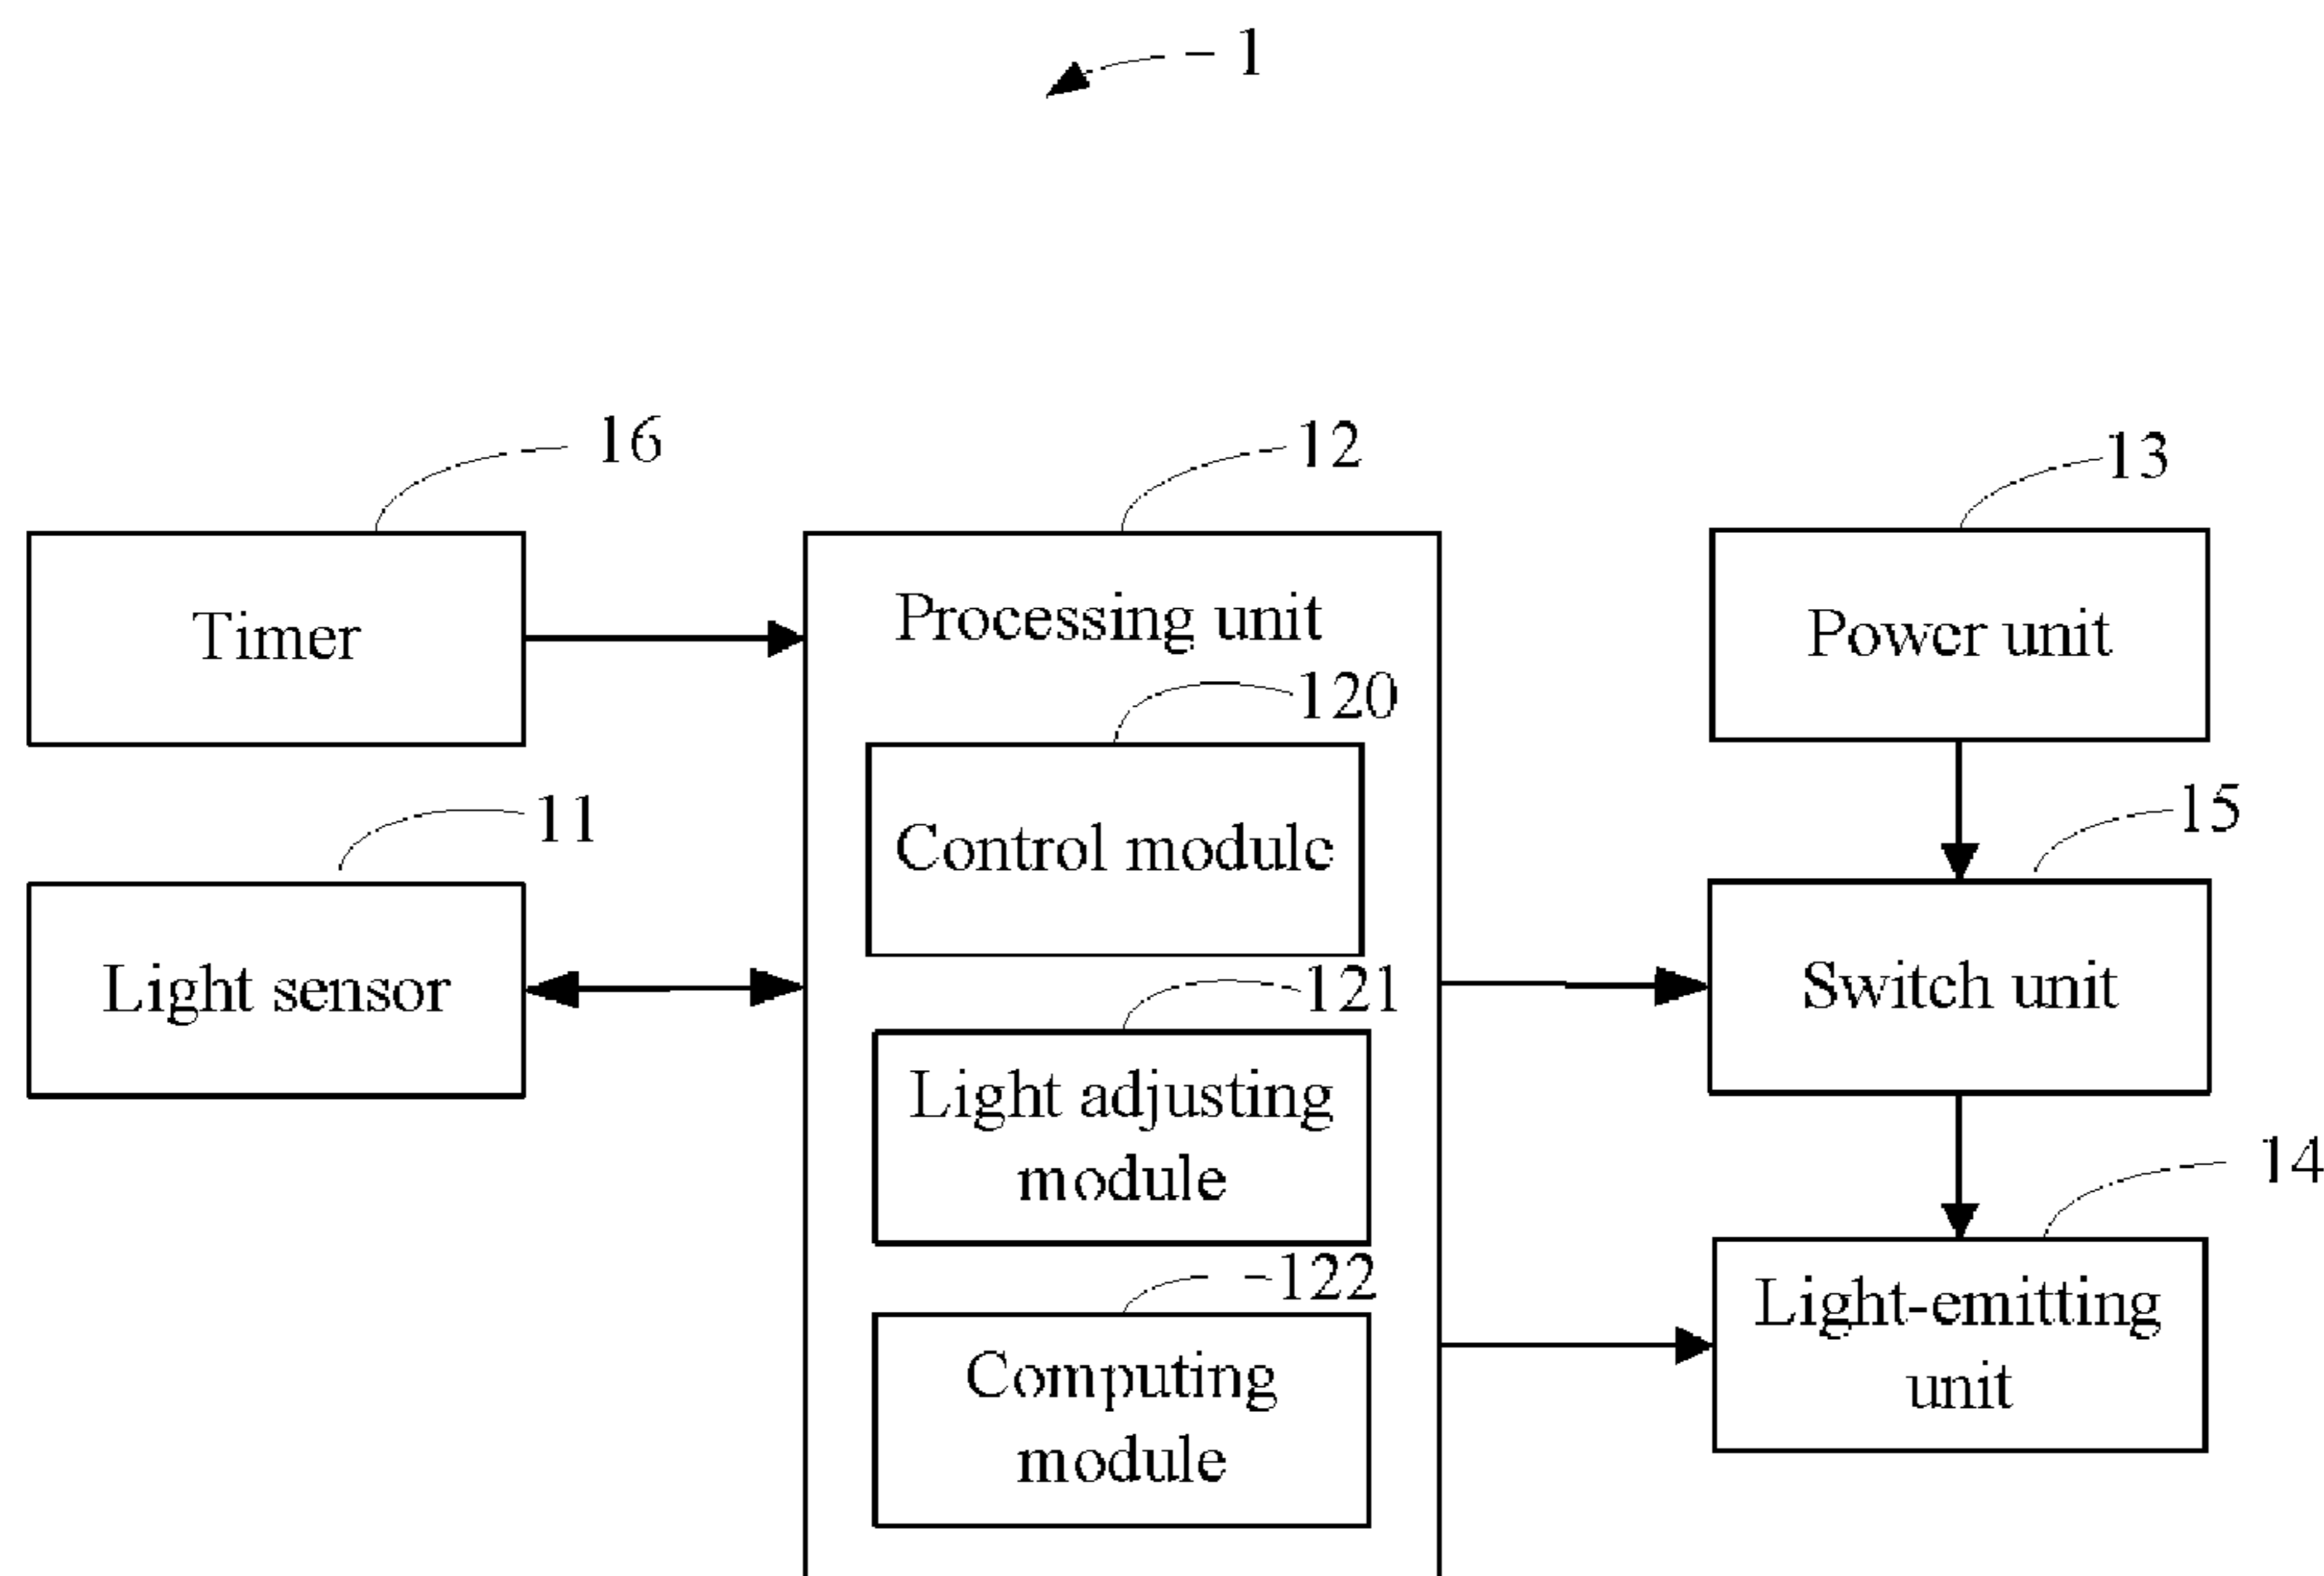 1
16
12
13
Timer
Processing unit
Power unit
120
11
Control module
15
Light sensor
121
Switch unit
Light adjusting
module
14
122
Computing
module
Light-emitting
unit